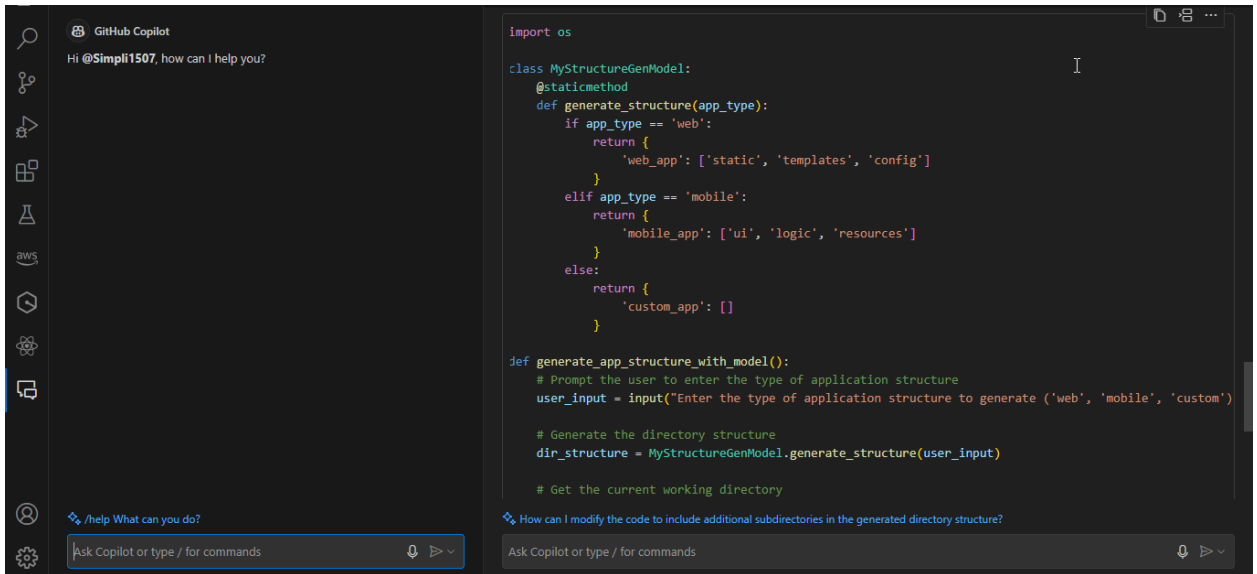 GitHub Copilot
Hi @Simpli1507, how can I help you?
aws
/help What can you do?
Ask Copilot or type / for commands
import os
class MyStructureGenModel:
@staticmethod
def generate_structure(app_type):
if app_type == 'web':
return {
'web_app': ['static', 'templates', 'config']
}
elif app_type == 'mobile':
return {
'mobile_app': ['ui', 'logic', 'resources']
}
else:
return {
'custom_app': []
}
def generate_app_structure_with_model():
# Prompt the user to enter the type of application structure
user_input = input("Enter the type of application structure to generate ('web', 'mobile', 'custom')
# Generate the directory structure
dir_structure = MyStructureGenModel.generate_structure(user_input)
# Get the current working directory
How can I modify the code to include additional subdirectories in the generated directory structure?
Ask Copilot or type / for commands